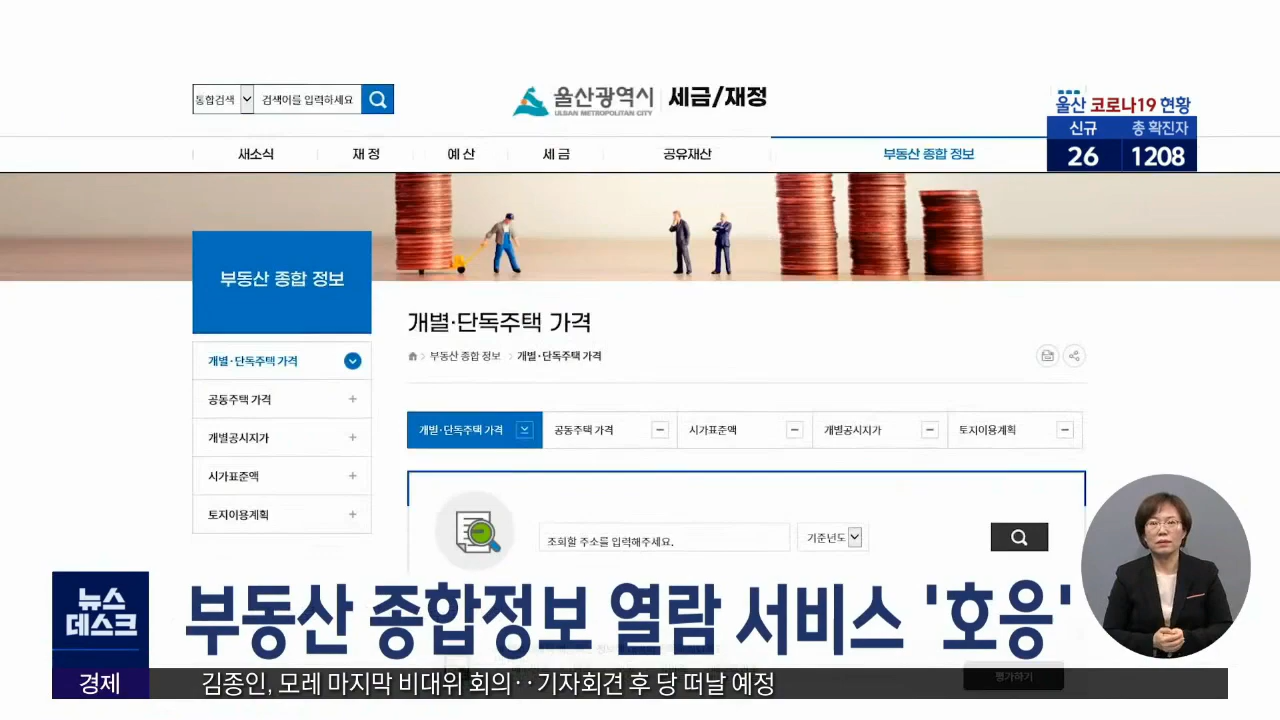 통합검색 검색어를 입력하세요
울산광역시 세금/재정
ULSAN METROPOLITAN CITY
울산 코로나19 현황
신규 총 확진자
26 1208
새소식 재 정 예 산 세 금 공유재산 부동산 종합 정보
부동산 종합 정보
개별·단독주택 가격
부동산 종합 정보 > 개별·단독주택 가격
개별·단독주택 가격
공동주택 가격
개별공시지가
시가표준액
토지이용계획
개별·단독주택 가격 공동주택 가격 시가표준액 개별공시지가 토지이용계획
조회할 주소를 입력해주세요. 기준년도
뉴스
데스크
부동산 종합정보 열람 서비스 '호응'
평가하기
경제
김종인, 모레 마지막 비대위 회의‥기자회견 후 당 떠날 예정